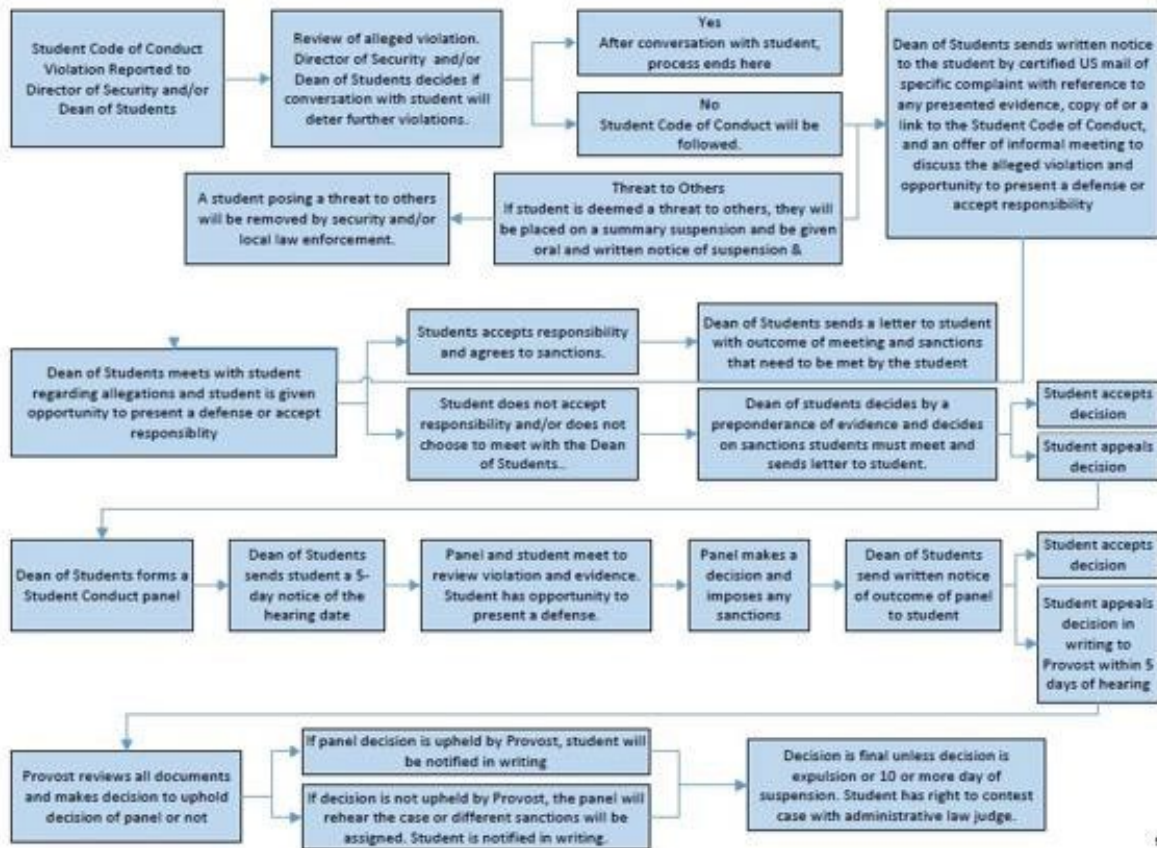 Student Code of Conduct
Violation Reported to
Director of Security and/or
Dean of Students
Review of alleged violation.
Director of Security and/or
Dean of Students decides if
conversation with student will
deter further violations.
Yes
After conversation with student,
process ends here
No
Student Code of Conduct will be
followed.
Dean of Students sends written notice
to the student by certified US mail of
specific complaint with reference to
any presented evidence, copy of or a
link to the Student Code of Conduct,
and an offer of informal meeting to
discuss the alleged violation and
opportunity to present a defense or
accept responsibility
A student posing a threat to others
will be removed by security and/or
local law enforcement.
Threat to Others
If student is deemed a threat to others, they will
be placed on a summary suspension and be given
oral and written notice of suspension &
Dean of Students meets with student
regarding allegations and student is given
opportunity to present a defense or accept
responsiblity
Students accepts responsibility
and agrees to sanctions.
Dean of Students sends a letter to student
with outcome of meeting and sanctions
that need to be met by the student
Student does not accept
responsibility and/or does not
choose to meet with the Dean
of Students..
Dean of students decides by a
preponderance of evidence and decides
on sanctions students must meet and
sends letter to student.
Student accepts
decision
Student appeals
decision
Dean of Students forms a
Student Conduct panel
Dean of Students
sends student a 5-
day notice of the
hearing date
Panel and student meet to
review violation and evidence.
Student has opportunity to
present a defense.
Panel makes a
decision and
imposes any
sanctions
Dean of Students
send written notice
of outcome of panel
to student
Student accepts
decision
Student appeals
decision in
writing to
Provost within 5
days of hearing
Provost reviews all documents
and makes decision to uphold
decision of panel or not
If panel decision is upheld by Provost, student will
be notified in writing
If decision is not upheld by Provost, the panel will
rehear the case or different sanctions will be
assigned. Student is notified in writing.
Decision is final unless decision is
expulsion or 10 or more day of
suspension. Student has right to contest
case with administrative law judge.